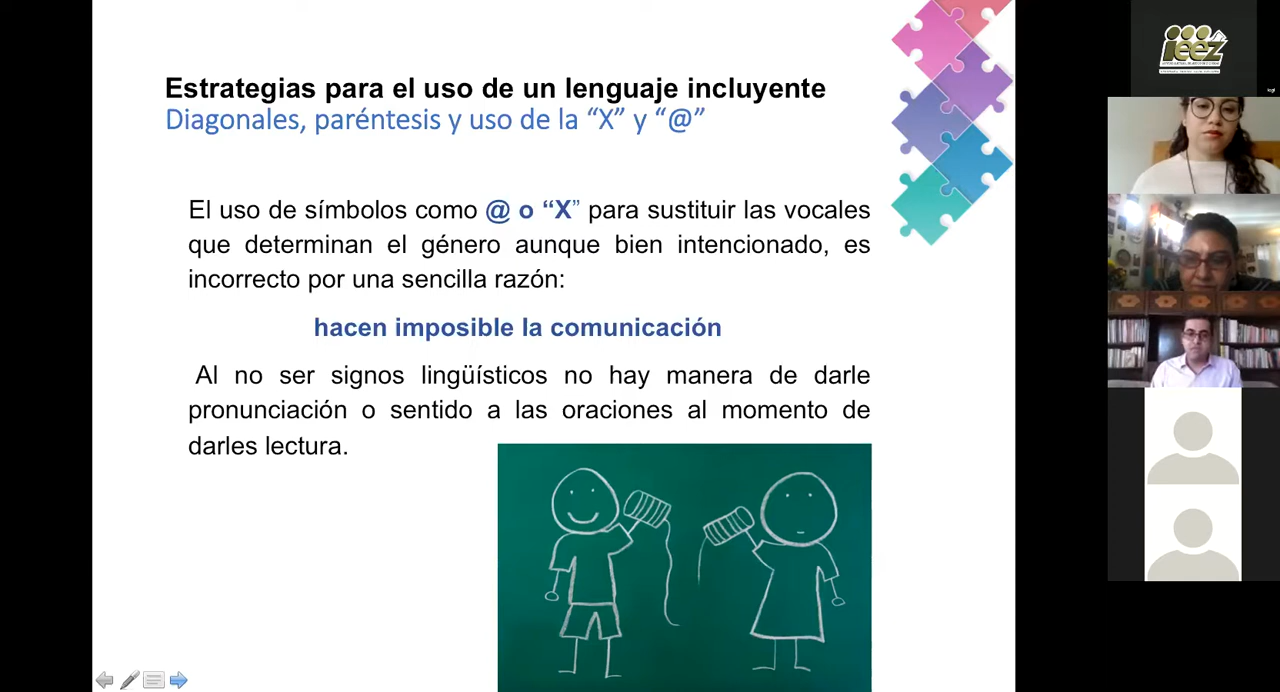 Estrategias para el uso de un lenguaje incluyente
Diagonales, paréntesis y uso de la “X” y “@”
El uso de símbolos como @ o “X” para sustituir las vocales
que determinan el género aunque bien intencionado, es
incorrecto por una sencilla razón:
hacen imposible la comunicación
Al no ser signos lingüísticos no hay manera de darle
pronunciación o sentido a las oraciones al momento de
darles lectura.
ieez